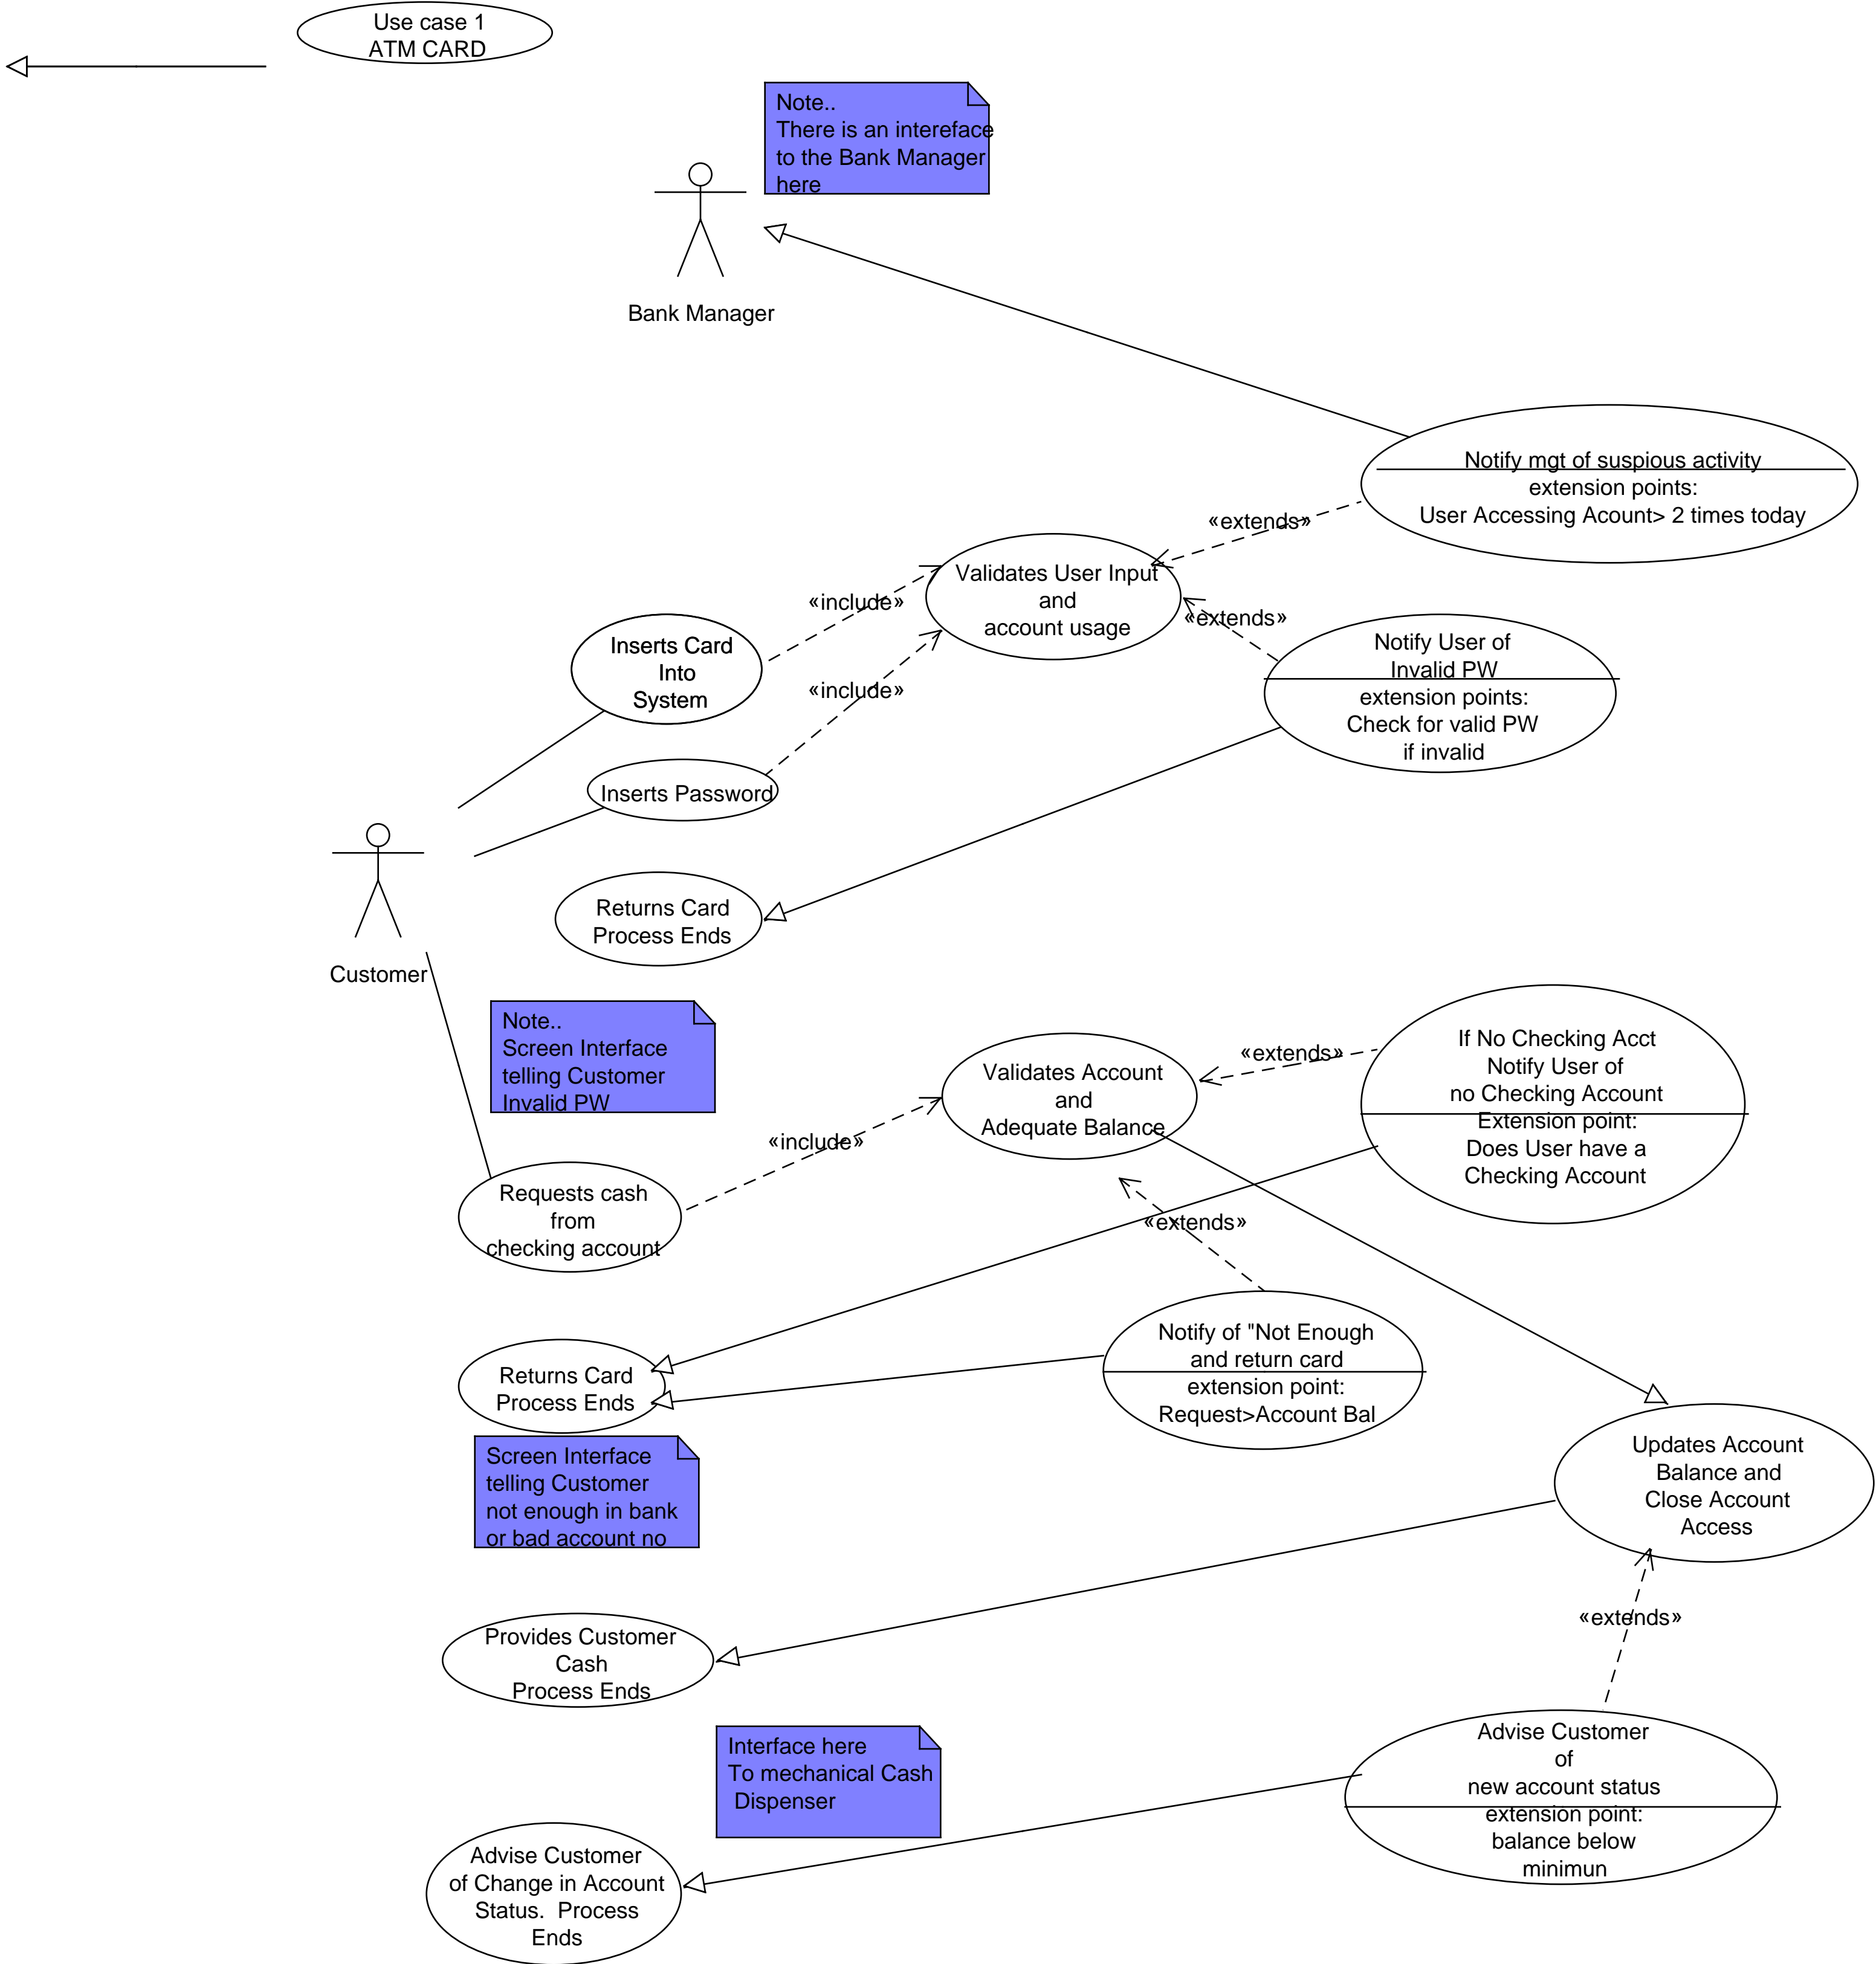 Use case 1
ATM CARD
Note..
There is an intereface
to the Bank Manager
here
Bank Manager
Notify mgt of suspious activity
extension points:
User Accessing Acount> 2 times today
«extends»
Validates User Input
and
account usage
«include»
«extends»
Inserts Card
Into
System
Notify User of
Invalid PW
extension points:
Check for valid PW
if invalid
«include»
Inserts Password
Returns Card
Process Ends
Customer
Note..
Screen Interface
telling Customer
Invalid PW
Validates Account
and
Adequate Balance
«extends»
If No Checking Acct
Notify User of
no Checking Account
Extension point:
Does User have a
Checking Account
«include»
Requests cash
from
checking account
«extends»
Notify of "Not Enough
and return card
extension point:
Request>Account Bal
Returns Card
Process Ends
Screen Interface
telling Customer
not enough in bank
or bad account no
Updates Account
Balance and
Close Account
Access
«extends»
Provides Customer
Cash
Process Ends
Interface here
To mechanical Cash
Dispenser
Advise Customer
of
new account status
extension point:
balance below
minimun
Advise Customer
of Change in Account
Status.  Process
Ends